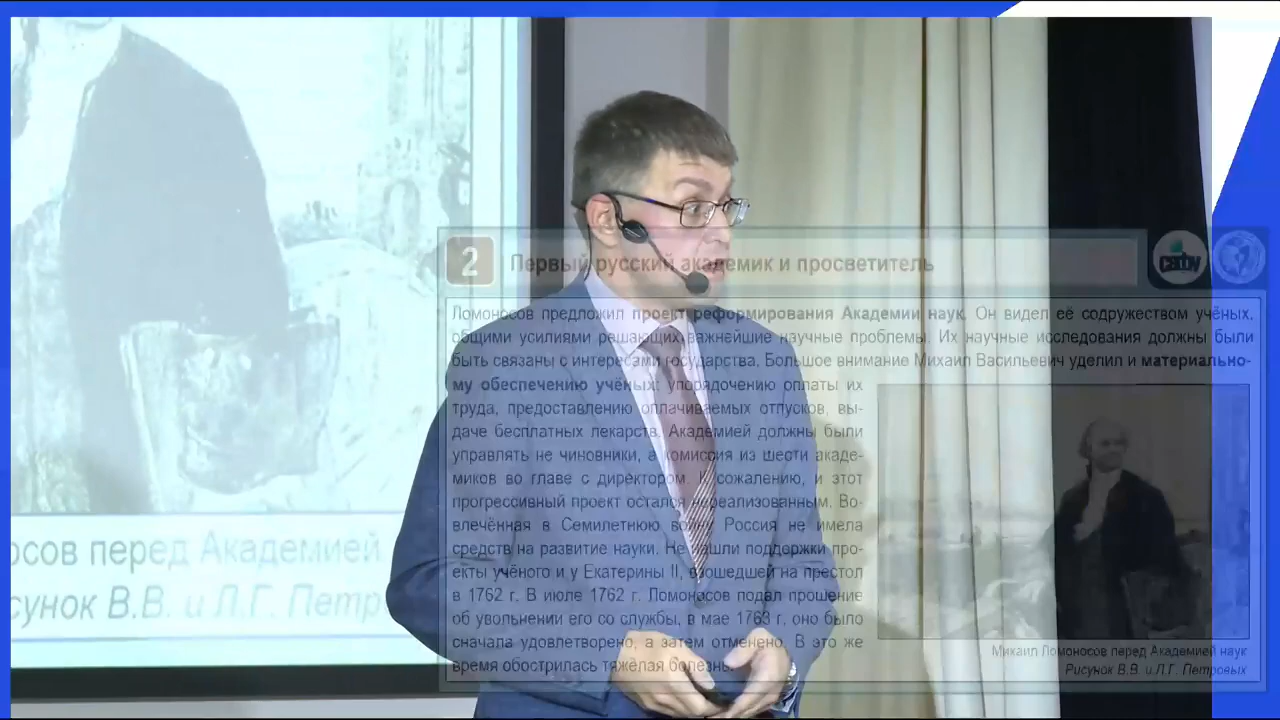 2
Первый русский академик и просветитель
Ломоносов предложил проект реформирования Академии наук. Он видел её содружеством учёных,
общими усилиями решающих важнейшие научные проблемы. Их научные исследования должны были
быть связаны с интересами государства. Большое внимание Михаил Васильевич уделил и материально-
му обеспечению учёных: упорядочению оплаты их
труда, предоставлению оплачиваемых отпусков, вы-
даче бесплатных лекарств. Академией должны были
управлять не чиновники, а комиссия из шести акаде-
миков во главе с директором. К сожалению, и этот
прогрессивный проект остался нереализованным. Во-
влечённая в Семилетнюю войну Россия не имела
средств на развитие науки. Не нашли поддержки про-
екты учёного и у Екатерины II, взошедшей на престол
в 1762 г. В июле 1762 г. Ломоносов подал прошение
об увольнении его со службы, в мае 1763 г, оно было
сначала удовлетворено, а затем отменено. В это же
время обострилась тяжёлая болезнь.
Михаил Ломоносов перед Академией наук
Рисунок В.В. и Л.Г. Петровых
осов перед Академией
сунок В.В. и Л.Г. Петр